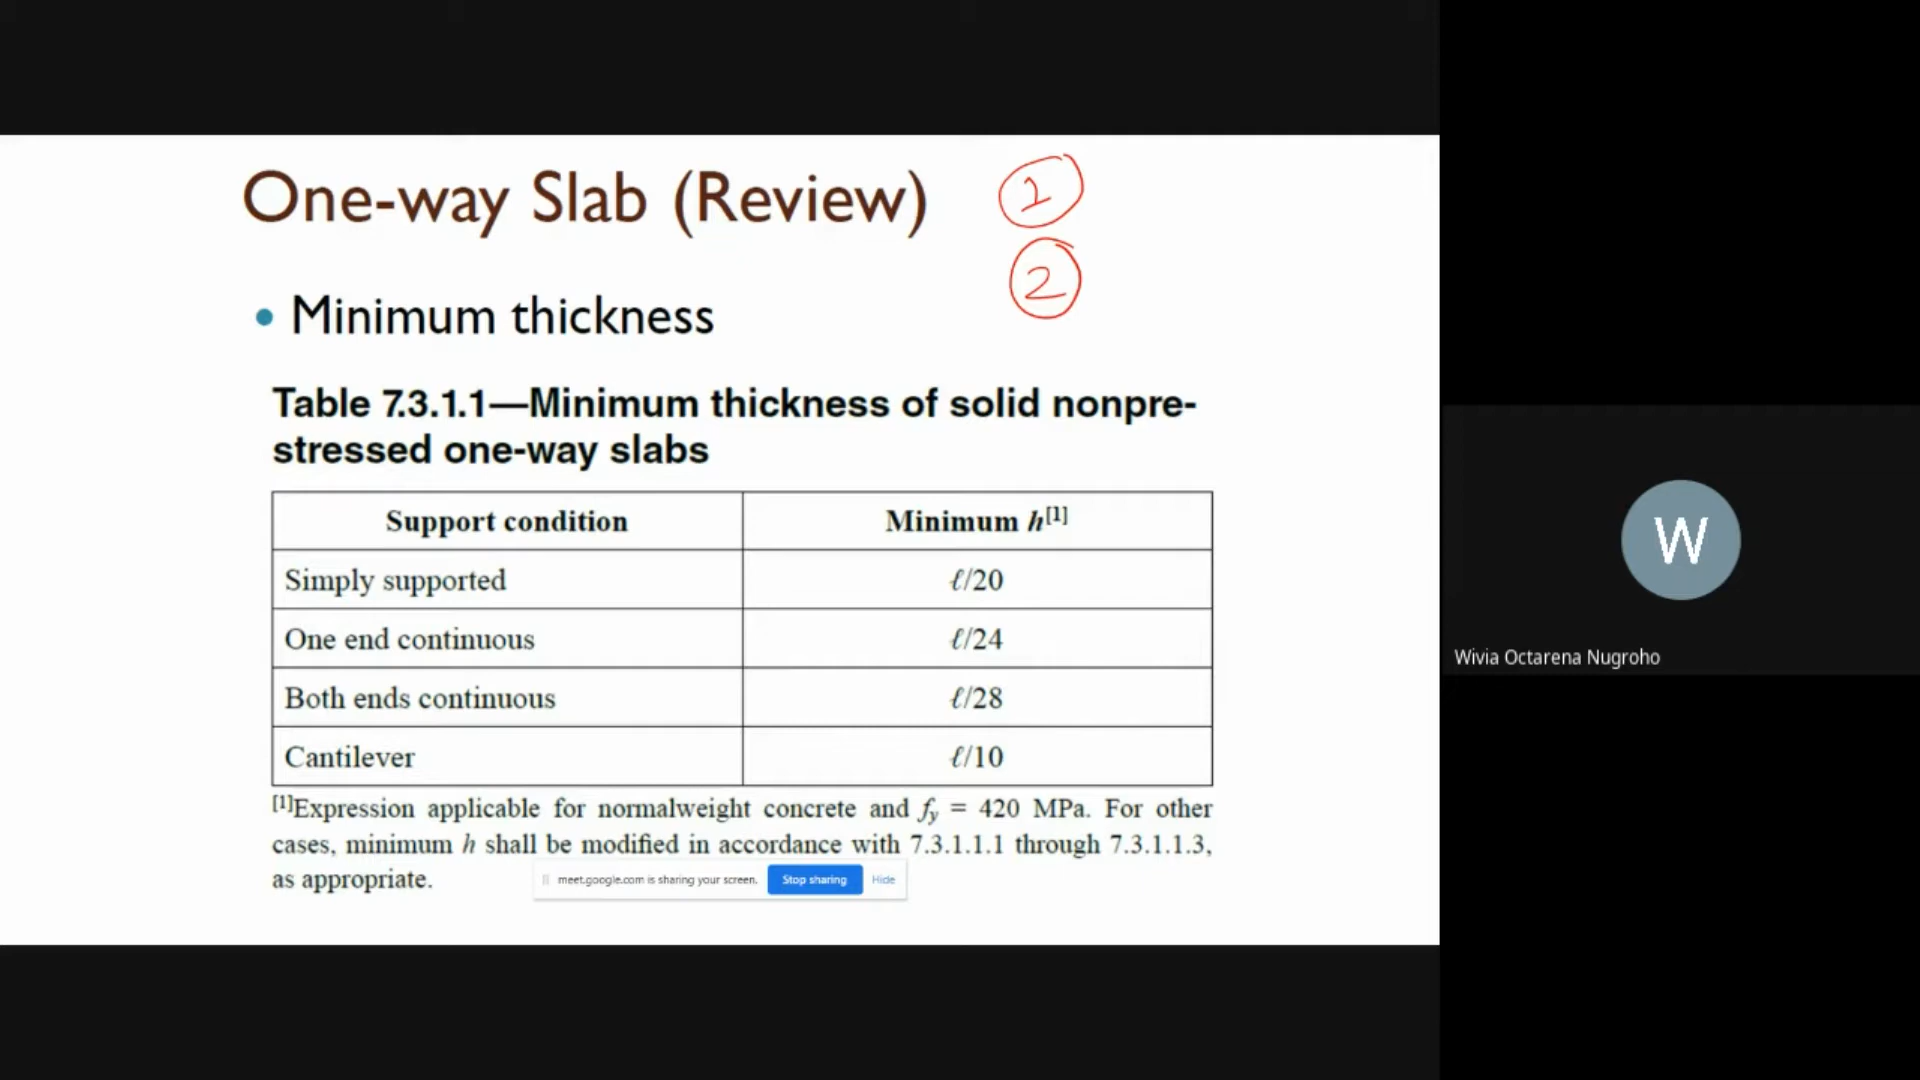 One-way Slab (Review)
1
2
• Minimum thickness
Table 7.3.1.1—Minimum thickness of solid nonpre-
stressed one-way slabs
Support condition Minimum h[1]
Simply supported ℓ/20
One end continuous ℓ/24
Both ends continuous ℓ/28
Cantilever ℓ/10
[1]Expression applicable for normalweight concrete and fy = 420 MPa. For other
cases, minimum h shall be modified in accordance with 7.3.1.1.1 through 7.3.1.1.3,
as appropriate.
meet.google.com is sharing your screen. Stop sharing Hide
W
Wivia Octarena Nugroho